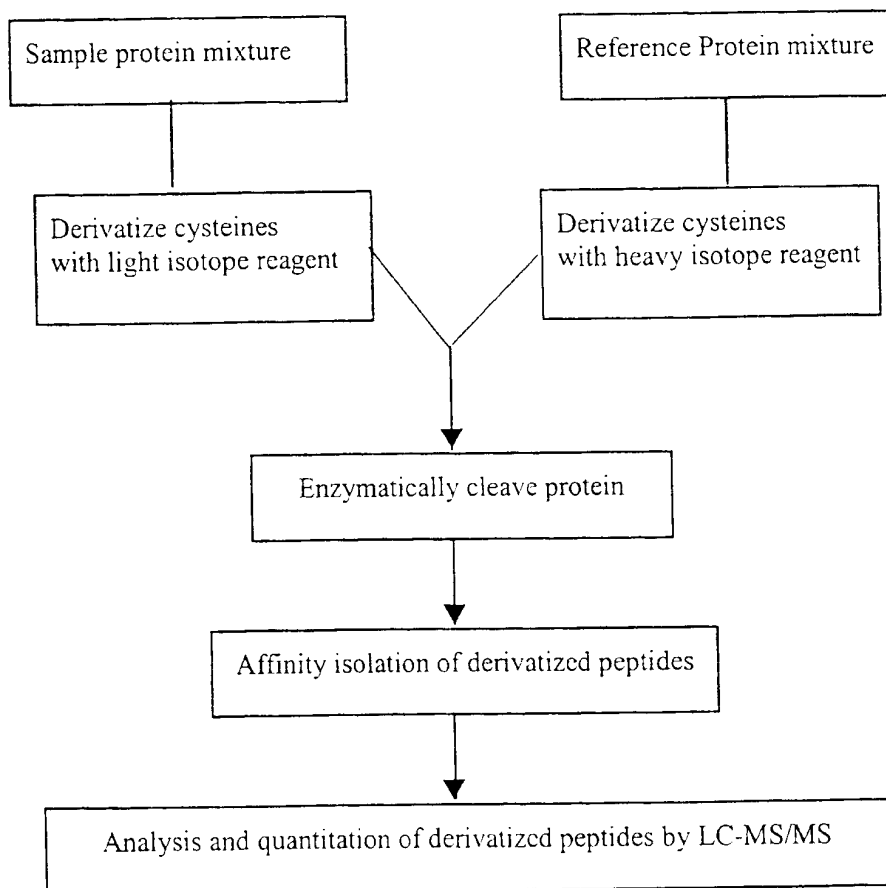 Sample protein mixture
Reference Protein mixture
Derivatize cysteines
with light isotope reagent
Derivatize cysteines
with heavy isotope reagent
Enzymatically cleave protein
Affinity isolation of derivatized peptides
Analysis and quantitation of derivatized peptides by LC-MS/MS